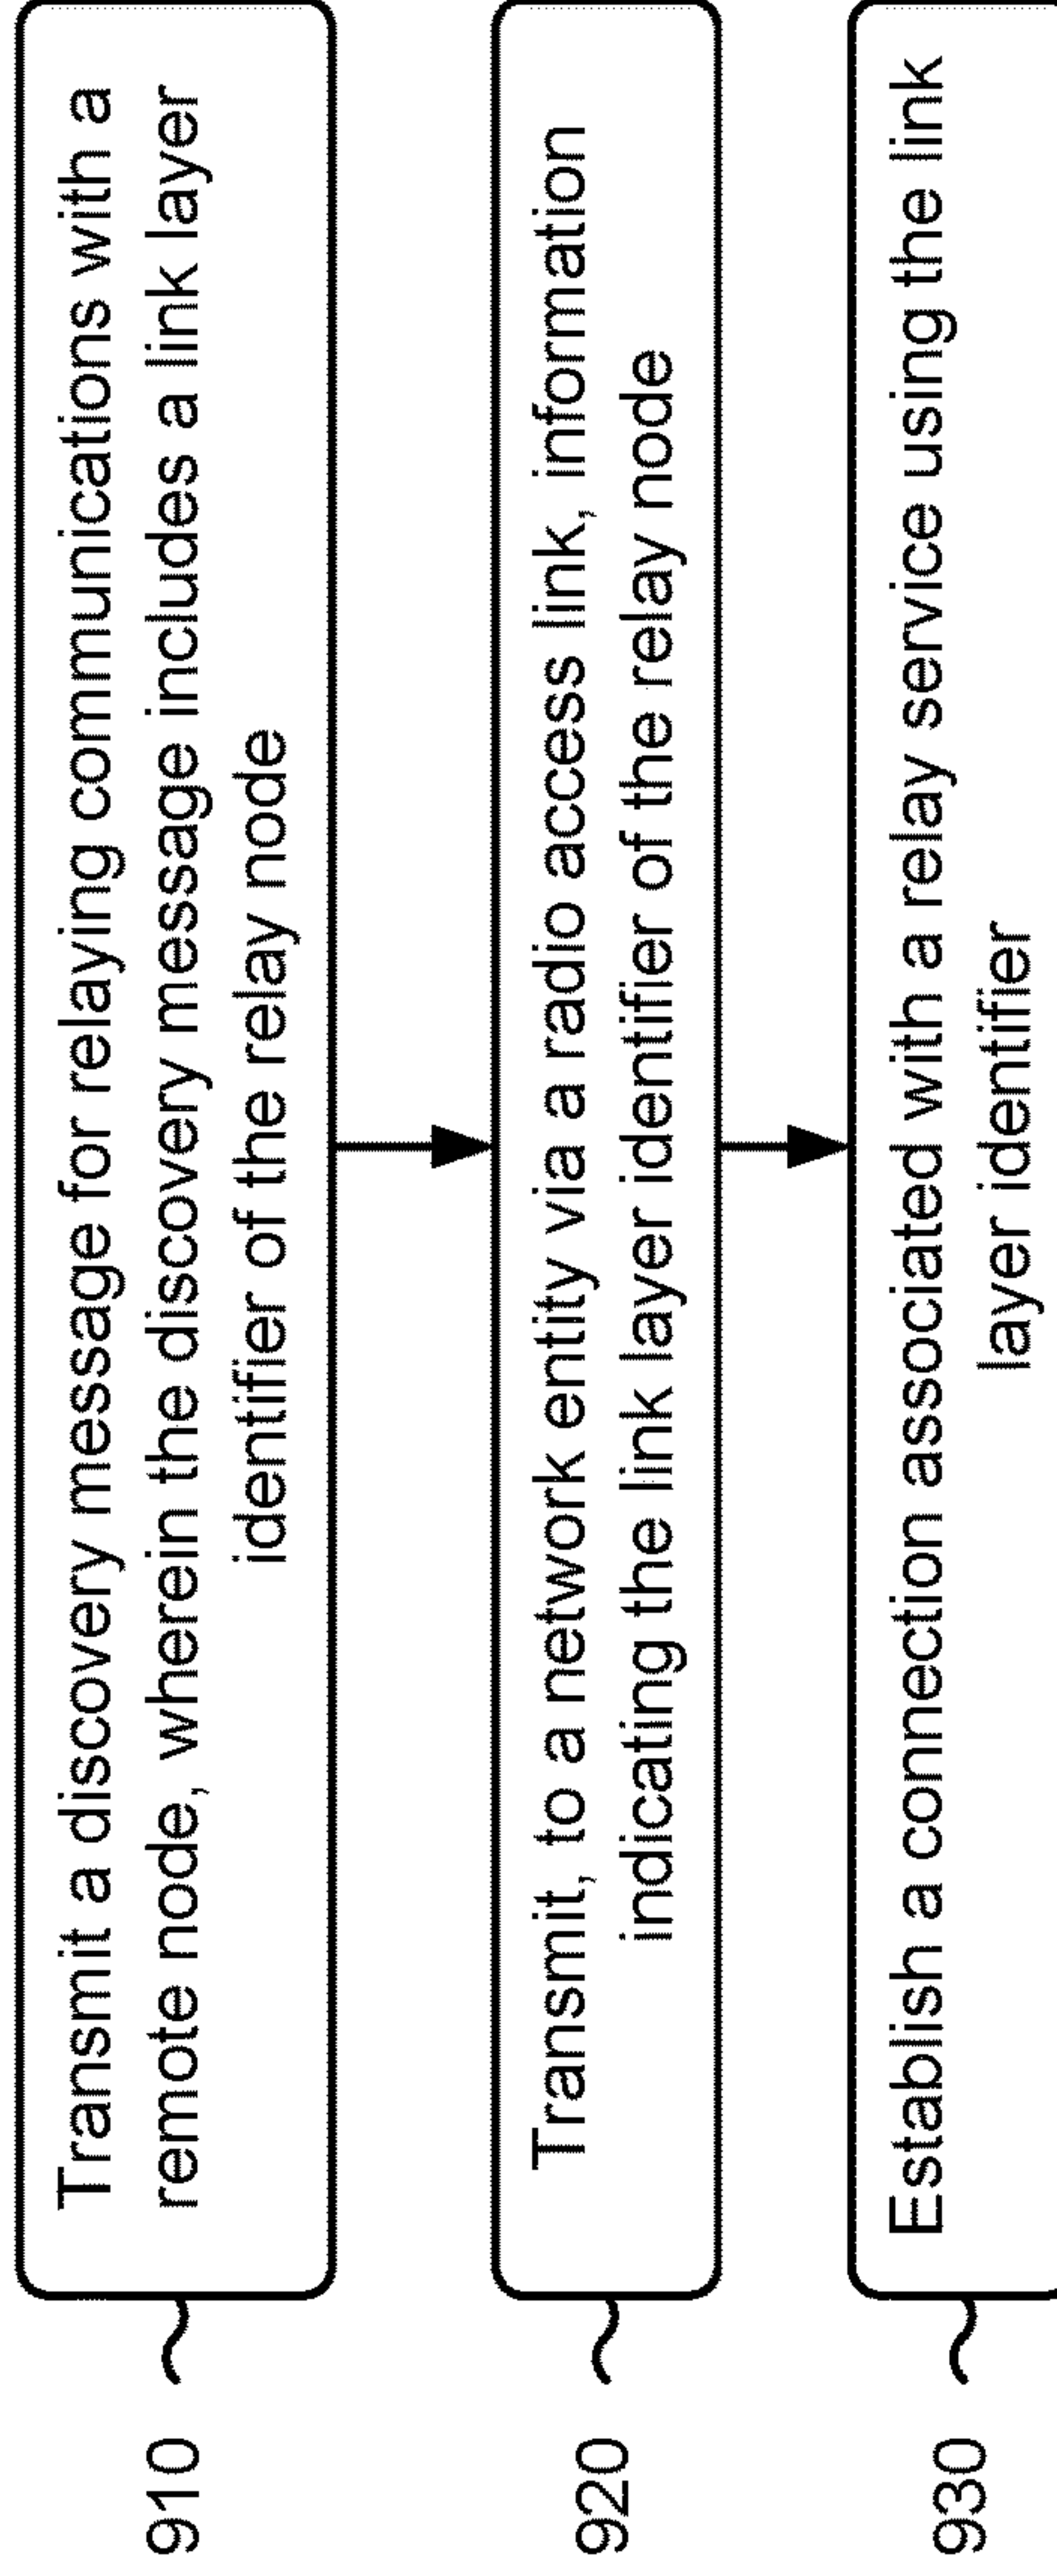 910
Transmit a discovery message for relaying communications with a
remote node, wherein the discovery message includes a link layer
identifier of the relay node
920
Transmit, to a network entity via a radio access link, information
indicating the link layer identifier of the relay node
930
Establish a connection associated with a relay service using the link
layer identifier